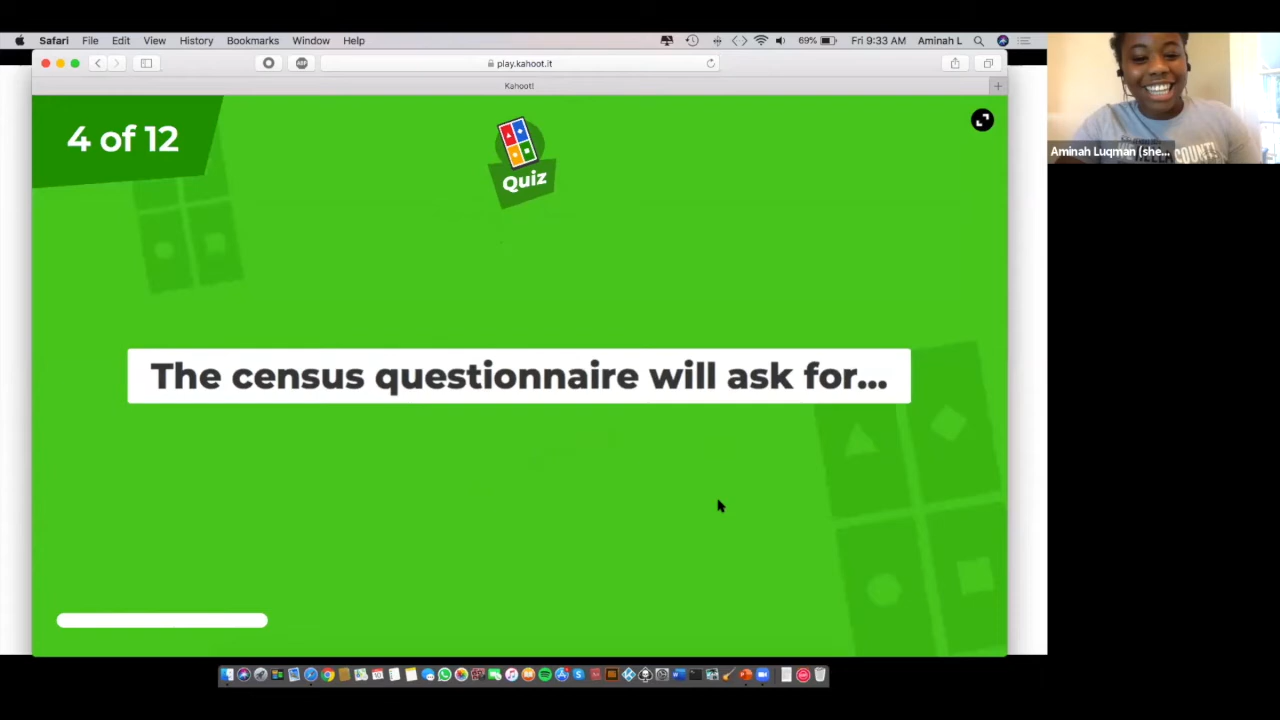 Safari File Edit View History Bookmarks Window Help 69% Fri 9:33 AM Aminah L
play.kahoot.it
Kahoot!
4 of 12
Quiz
The census questionnaire will ask for...
Aminah Luqman (she...
COUNT!